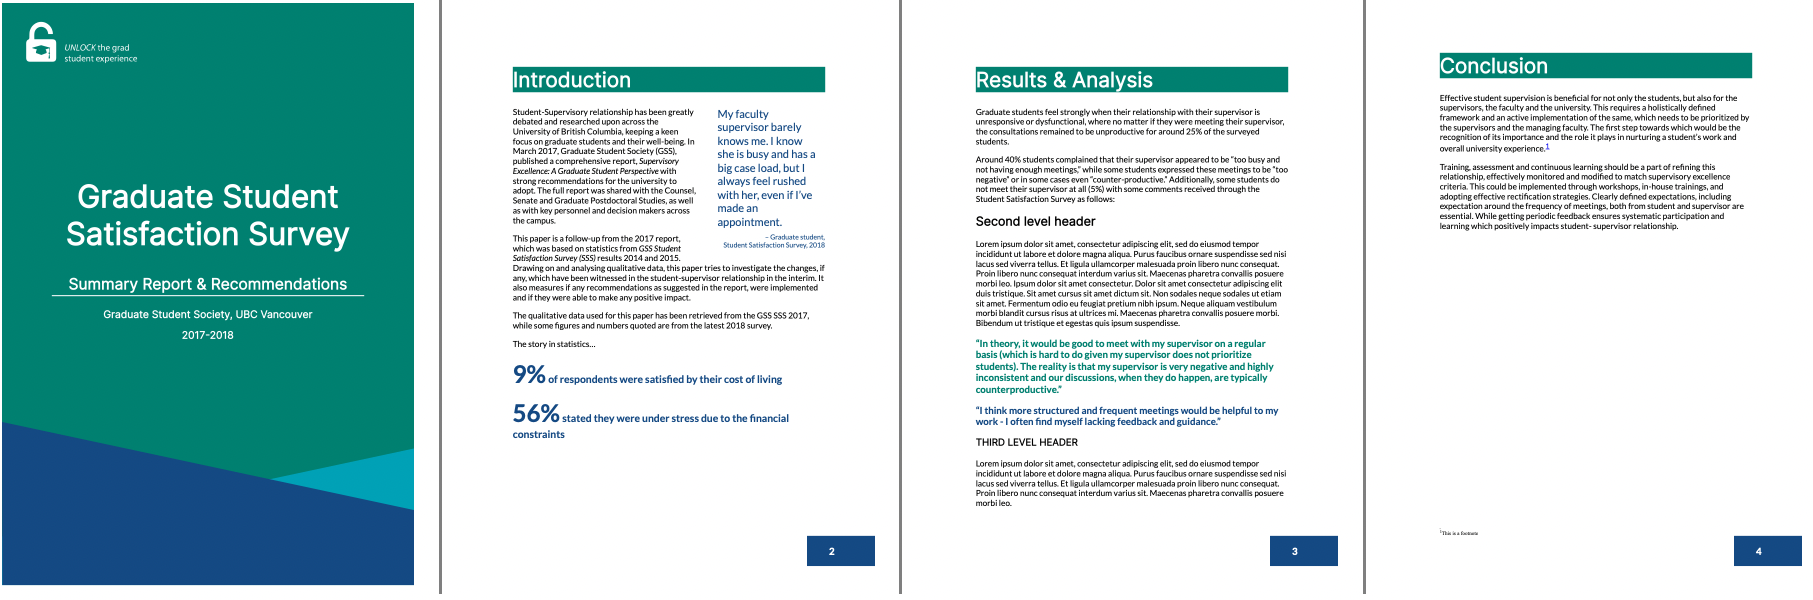 UNLOCK the grad
student experience
Graduate Student
Satisfaction Survey
Summary Report & Recommendations
Graduate Student Society, UBC Vancouver
2017-2018
Introduction
Student-Supervisory relationship has been greatly
debated and researched upon across the
University of British Columbia, keeping a keen
focus on graduate students and their well-being. In
March 2017, Graduate Student Society (GSS),
published a comprehensive report, Supervisory
Excellence: A Graduate Student Perspective with
strong recommendations for the university to
adopt. The full report was shared with the Counsel,
Senate and Graduate Postdoctoral Studies, as well
as with key personnel and decision makers across
the campus.
My faculty
supervisor barely
knows me. I know
she is busy and has a
big case load, but I
always feel rushed
with her, even if I've
made an
appointment.
– Graduate student,
Student Satisfaction Survey, 2018
This paper is a follow-up from the 2017 report,
which was based on statistics from GSS Student
Satisfaction Survey (SSS) results 2014 and 2015.
Drawing on and analysing qualitative data, this paper tries to investigate the changes, if
any, which have been witnessed in the student-supervisor relationship in the interim. It
also measures if any recommendations as suggested in the report, were implemented
and if they were able to make any positive impact.
The qualitative data used for this paper has been retrieved from the GSS SSS 2017,
while some figures and numbers quoted are from the latest 2018 survey.
The story in statistics...
9% of respondents were satisfied by their cost of living
56% stated they were under stress due to the financial
constraints
2
Results & Analysis
Graduate students feel strongly when their relationship with their supervisor is
unresponsive or dysfunctional, where no matter if they were meeting their supervisor,
the consultations remained to be unproductive for around 25% of the surveyed
students.
Around 40% students complained that their supervisor appeared to be "too busy and
not having enough meetings," while some students expressed these meetings to be "too
negative" or in some cases even "counter-productive." Additionally, some students do
not meet their supervisor at all (5%) with some comments received through the
Student Satisfaction Survey as follows:
Second level header
Lorem ipsum dolor sit amet, consectetur adipiscing elit, sed do eiusmod tempor
incididunt ut labore et dolore magna aliqua. Purus faucibus ornare suspendisse sed nisi
lacus sed viverra tellus. Et ligula ullamcorper malesuada proin libero nunc consequat.
Proin libero nunc consequat interdum varius sit. Maecenas pharetra convallis posuere
morbi leo. Ipsum dolor sit amet consectetur. Dolor sit amet consectetur adipiscing elit
duis tristique. Sit amet cursus sit amet dictum sit. Non sodales neque sodales ut etiam
sit amet. Fermentum odio eu feugiat pretium nibh ipsum. Neque aliquam vestibulum
morbi blandit cursus risus at ultrices mi. Maecenas pharetra convallis posuere morbi.
Bibendum ut tristique et egestas quis ipsum suspendisse.
"In theory, it would be good to meet with my supervisor on a regular
basis (which is hard to do given my supervisor does not prioritize
students). The reality is that my supervisor is very negative and highly
inconsistent and our discussions, when they do happen, are typically
counterproductive."
"I think more structured and frequent meetings would be helpful to my
work - I often find myself lacking feedback and guidance."
THIRD LEVEL HEADER
Lorem ipsum dolor sit amet, consectetur adipiscing elit, sed do eiusmod tempor
incididunt ut labore et dolore magna aliqua. Purus faucibus ornare suspendisse sed nisi
lacus sed viverra tellus. Et ligula ullamcorper malesuada proin libero nunc consequat.
Proin libero nunc consequat interdum varius sit. Maecenas pharetra convallis posuere
morbi leo.
3
Conclusion
Effective student supervision is beneficial for not only the students, but also for the
supervisors, the faculty and the university. This requires a holistically defined
framework and an active implementation of the same, which needs to be prioritized by
the supervisors and the managing faculty. The first step towards which would be the
recognition of its importance and the role it plays in nurturing a student's work and
overall university experience.1
Training, assessment and continuous learning should be a part of refining this
relationship, effectively monitored and modified to match supervisory excellence
criteria. This could be implemented through workshops, in-house trainings, and
adopting effective rectification strategies. Clearly defined expectations, including
expectation around the frequency of meetings, both from student and supervisor are
essential. While getting periodic feedback ensures systematic participation and
learning which positively impacts student- supervisor relationship.
1This is a footnote
4